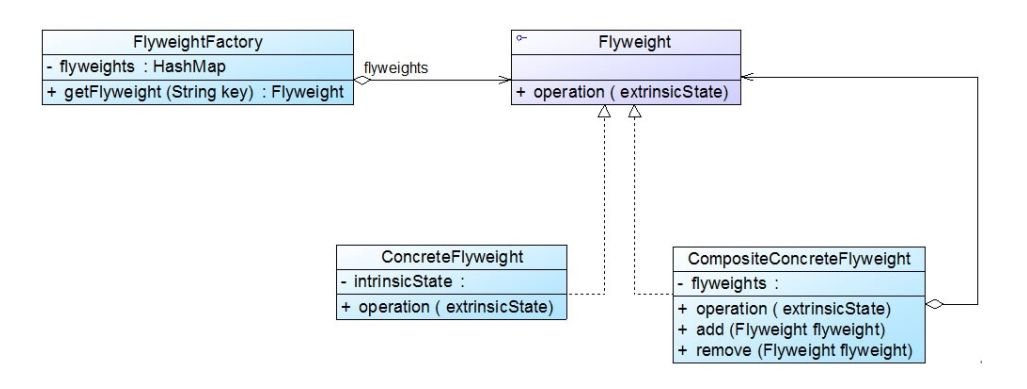 FlyweightFactory
- flyweights : HashMap
+ getFlyweight (String key) : Flyweight
flyweights
Flyweight
+ operation ( extrinsicState)
ConcreteFlyweight
- intrinsicState :
+ operation ( extrinsicState)
CompositeConcreteFlyweight
- flyweights :
+ operation ( extrinsicState)
+ add (Flyweight flyweight)
+ remove (Flyweight flyweight)